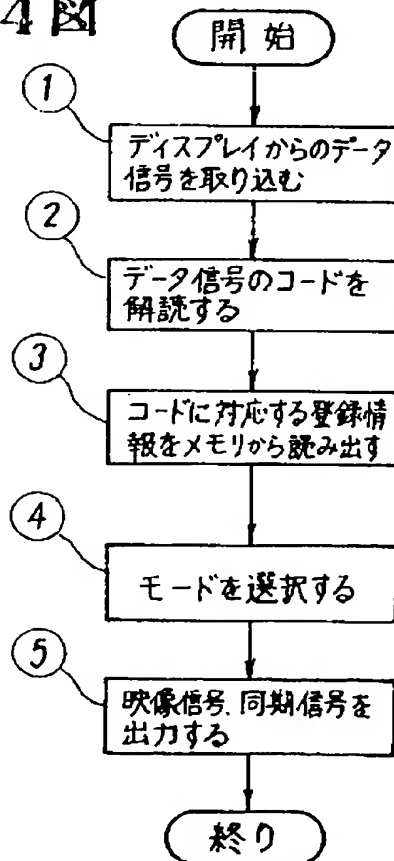 4図
開始
①
ディスプレイからのデータ
信号を取り込む
②
データ信号のコードを
解読する
③
コードに対応する登録情
報をメモリから読み出す
④
モードを選択する
⑤
映像信号、同期信号を
出力する
終り